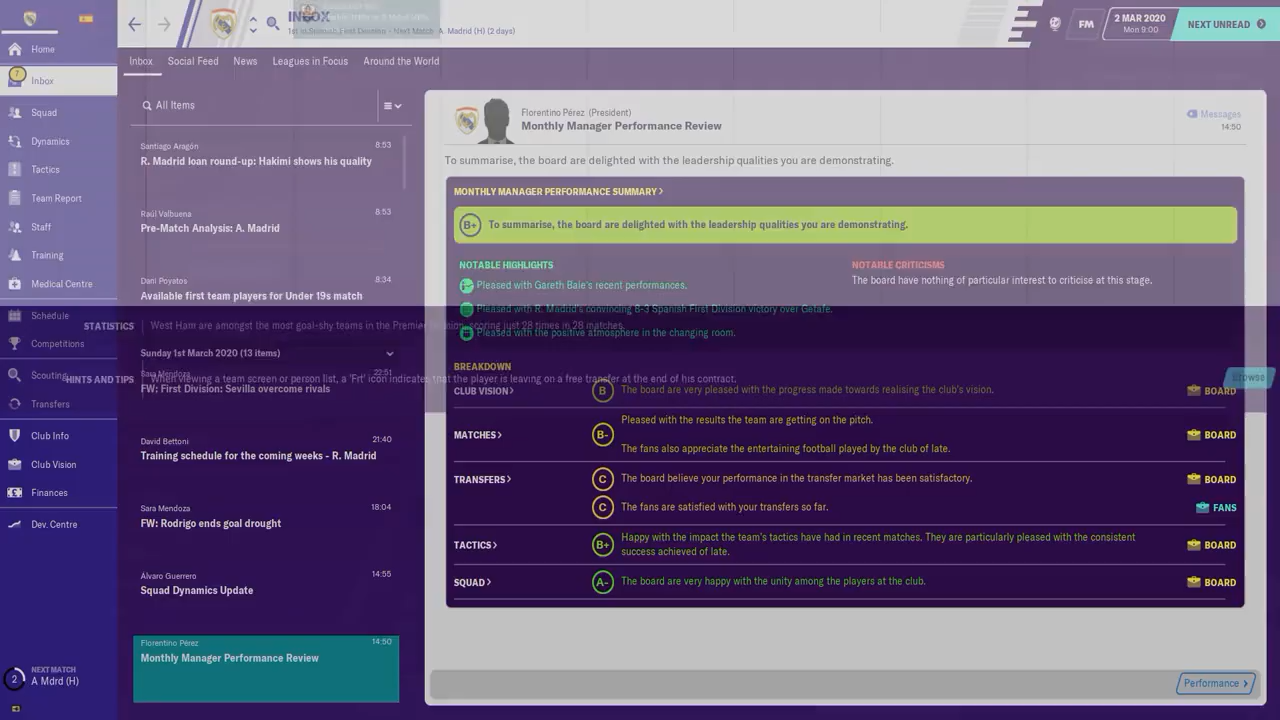 INBOX
1st in Spanish First Division - Next Match: A. Madrid (H) (2 days)
FM
2 MAR 2020
Mon 9:00
NEXT UNREAD
Home
7
Inbox
Squad
Dynamics
Tactics
Team Report
Staff
Training
Medical Centre
Schedule
Competitions
Scouting
Transfers
Club Info
Club Vision
Finances
Dev. Centre
2
NEXT MATCH
A Mdrd (H)
Inbox
Social Feed
News
Leagues in Focus
Around the World
All Items
Santiago Aragón
8:53
R. Madrid loan round-up: Hakimi shows his quality
Raúl Valbuena
8:53
Pre-Match Analysis: A. Madrid
Dani Poyatos
8:34
Available first team players for Under 19s match
STATISTICS
West Ham are amongst the most goal-shy teams in the Premier Division, scoring just 28 times in 28 matches.
Sunday 1st March 2020 (13 items)
Sara Mendoza
22:51
HINTS AND TIPS
When viewing a team screen or person list, a 'Frt' icon indicates that the player is leaving on a free transfer at the end of his contract.
Browse
FW: First Division: Sevilla overcome rivals
David Bettoni
21:40
Training schedule for the coming weeks - R. Madrid
Sara Mendoza
18:04
FW: Rodrigo ends goal drought
Álvaro Guerrero
14:55
Squad Dynamics Update
Florentino Pérez
14:50
Monthly Manager Performance Review
Florentino Pérez (President)
Monthly Manager Performance Review
Messages
14:50
To summarise, the board are delighted with the leadership qualities you are demonstrating.
MONTHLY MANAGER PERFORMANCE SUMMARY >
B+
To summarise, the board are delighted with the leadership qualities you are demonstrating.
NOTABLE HIGHLIGHTS
Pleased with Gareth Bale's recent performances.
Pleased with R. Madrid's convincing 8-3 Spanish First Division victory over Getafe.
Pleased with the positive atmosphere in the changing room.
NOTABLE CRITICISMS
The board have nothing of particular interest to criticise at this stage.
BREAKDOWN
CLUB VISION >
B
The board are very pleased with the progress made towards realising the club's vision.
BOARD
MATCHES >
B-
Pleased with the results the team are getting on the pitch.
The fans also appreciate the entertaining football played by the club of late.
BOARD
TRANSFERS >
C
The board believe your performance in the transfer market has been satisfactory.
BOARD
C
The fans are satisfied with your transfers so far.
FANS
TACTICS >
B+
Happy with the impact the team's tactics have had in recent matches. They are particularly pleased with the consistent
success achieved of late.
BOARD
SQUAD >
A-
The board are very happy with the unity among the players at the club.
BOARD
Performance >